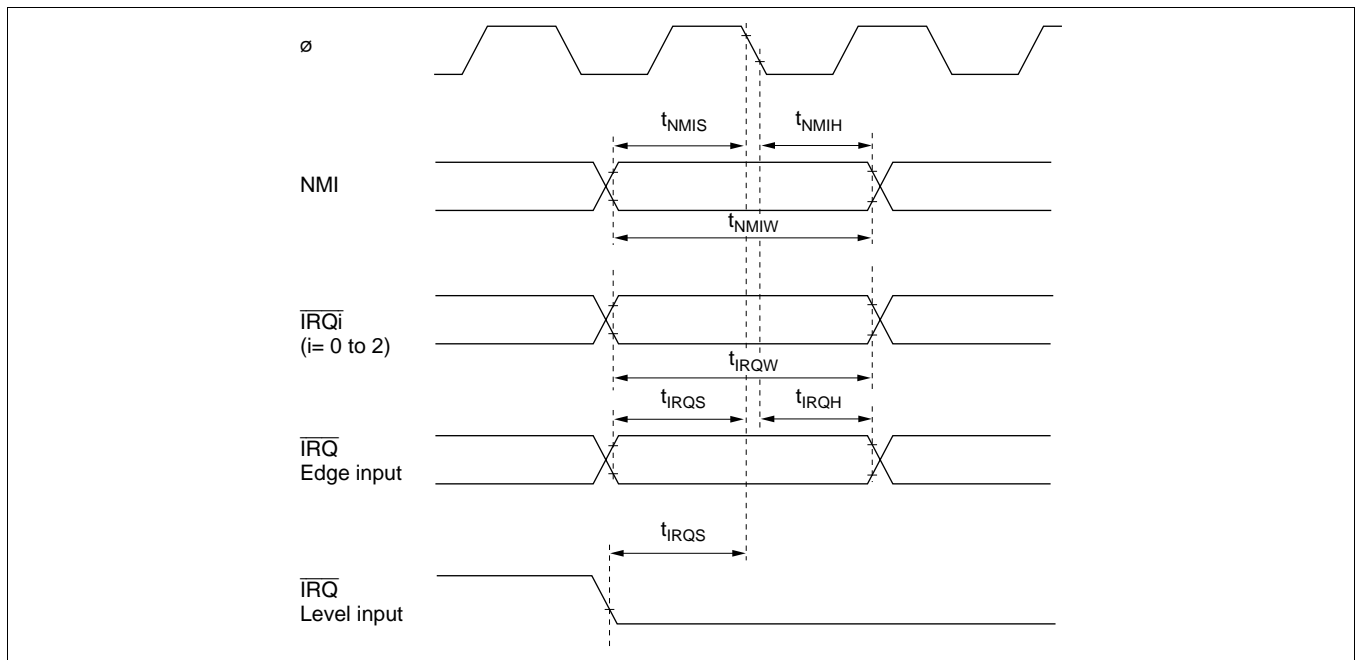 ø
tNMIS tNMIH
NMI
tNMIW
IRQi
(i= 0 to 2)
tIRQW
tIRQS tIRQH
IRQ
Edge input
tIRQS
IRQ
Level input